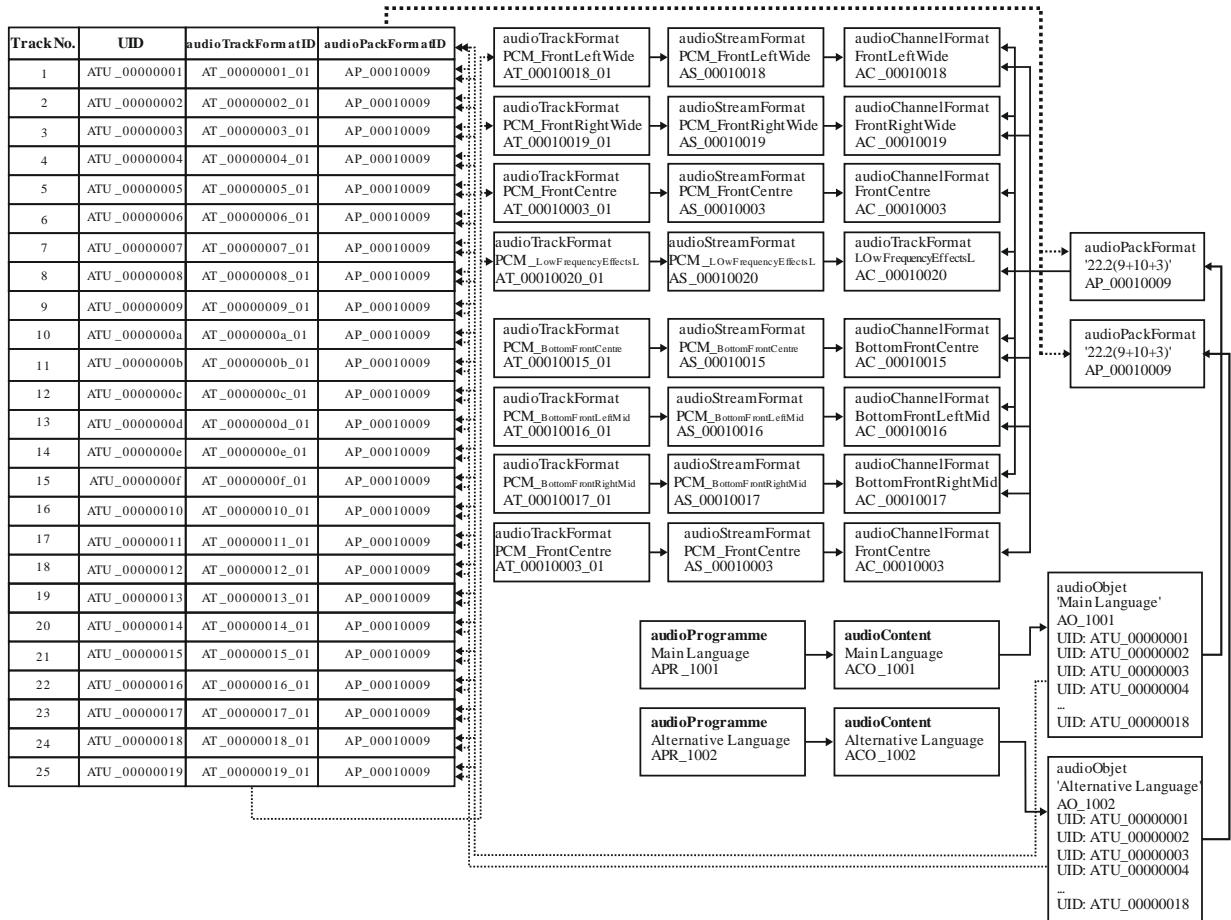 Track No. UID audioTrackFormatID audioPackFormatID
1 ATU_00000001 AT_00000001_01 AP_00010009
2 ATU_00000002 AT_00000002_01 AP_00010009
3 ATU_00000003 AT_00000003_01 AP_00010009
4 ATU_00000004 AT_00000004_01 AP_00010009
5 ATU_00000005 AT_00000005_01 AP_00010009
6 ATU_00000006 AT_00000006_01 AP_00010009
7 ATU_00000007 AT_00000007_01 AP_00010009
8 ATU_00000008 AT_00000008_01 AP_00010009
9 ATU_00000009 AT_00000009_01 AP_00010009
10 ATU_0000000a AT_0000000a_01 AP_00010009
11 ATU_0000000b AT_0000000b_01 AP_00010009
12 ATU_0000000c AT_0000000c_01 AP_00010009
13 ATU_0000000d AT_0000000d_01 AP_00010009
14 ATU_0000000e AT_0000000e_01 AP_00010009
15 ATU_0000000f AT_0000000f_01 AP_00010009
16 ATU_00000010 AT_00000010_01 AP_00010009
17 ATU_00000011 AT_00000011_01 AP_00010009
18 ATU_00000012 AT_00000012_01 AP_00010009
19 ATU_00000013 AT_00000013_01 AP_00010009
20 ATU_00000014 AT_00000014_01 AP_00010009
21 ATU_00000015 AT_00000015_01 AP_00010009
22 ATU_00000016 AT_00000016_01 AP_00010009
23 ATU_00000017 AT_00000017_01 AP_00010009
24 ATU_00000018 AT_00000018_01 AP_00010009
25 ATU_00000019 AT_00000019_01 AP_00010009
audioTrackFormat
PCM_FrontLeftWide
AT_00010018_01
audioStreamFormat
PCM_FrontLeftWide
AS_00010018
audioChannelFormat
FrontLeftWide
AC_00010018
audioTrackFormat
PCM_FrontRightWide
AT_00010019_01
audioStreamFormat
PCM_FrontRightWide
AS_00010019
audioChannelFormat
FrontRightWide
AC_00010019
audioTrackFormat
PCM_FrontCentre
AT_00010003_01
audioStreamFormat
PCM_FrontCentre
AS_00010003
audioChannelFormat
FrontCentre
AC_00010003
audioTrackFormat
PCM_LowFrequencyEffectsL
AT_00010020_01
audioStreamFormat
PCM_LOwFrequencyEffectsL
AS_00010020
audioTrackFormat
LOwFrequencyEffectsL
AC_00010020
audioTrackFormat
PCM_BottomFrontCentre
AT_00010015_01
audioStreamFormat
PCM_BottomFrontCentre
AS_00010015
audioChannelFormat
BottomFrontCentre
AC_00010015
audioTrackFormat
PCM_BottomFrontLeftMid
AT_00010016_01
audioStreamFormat
PCM_BottomFrontLeftMid
AS_00010016
audioChannelFormat
BottomFrontLeftMid
AC_00010016
audioTrackFormat
PCM_BottomFrontRightMid
AT_00010017_01
audioStreamFormat
PCM_BottomFrontRightMid
AS_00010017
audioChannelFormat
BottomFrontRightMid
AC_00010017
audioTrackFormat
PCM_FrontCentre
AT_00010003_01
audioStreamFormat
PCM_FrontCentre
AS_00010003
audioChannelFormat
FrontCentre
AC_00010003
audioPackFormat
'22.2(9+10+3)'
AP_00010009
audioPackFormat
'22.2(9+10+3)'
AP_00010009
audioProgramme
Main Language
APR_1001
audioContent
Main Language
ACO_1001
audioObjet
'Main Language'
AO_1001
UID: ATU_00000001
UID: ATU_00000002
UID: ATU_00000003
UID: ATU_00000004
...
UID: ATU_00000018
audioProgramme
Alternative Language
APR_1002
audioContent
Alternative Language
ACO_1002
audioObjet
'Alternative Language'
AO_1002
UID: ATU_00000001
UID: ATU_00000002
UID: ATU_00000003
UID: ATU_00000004
...
UID: ATU_00000018